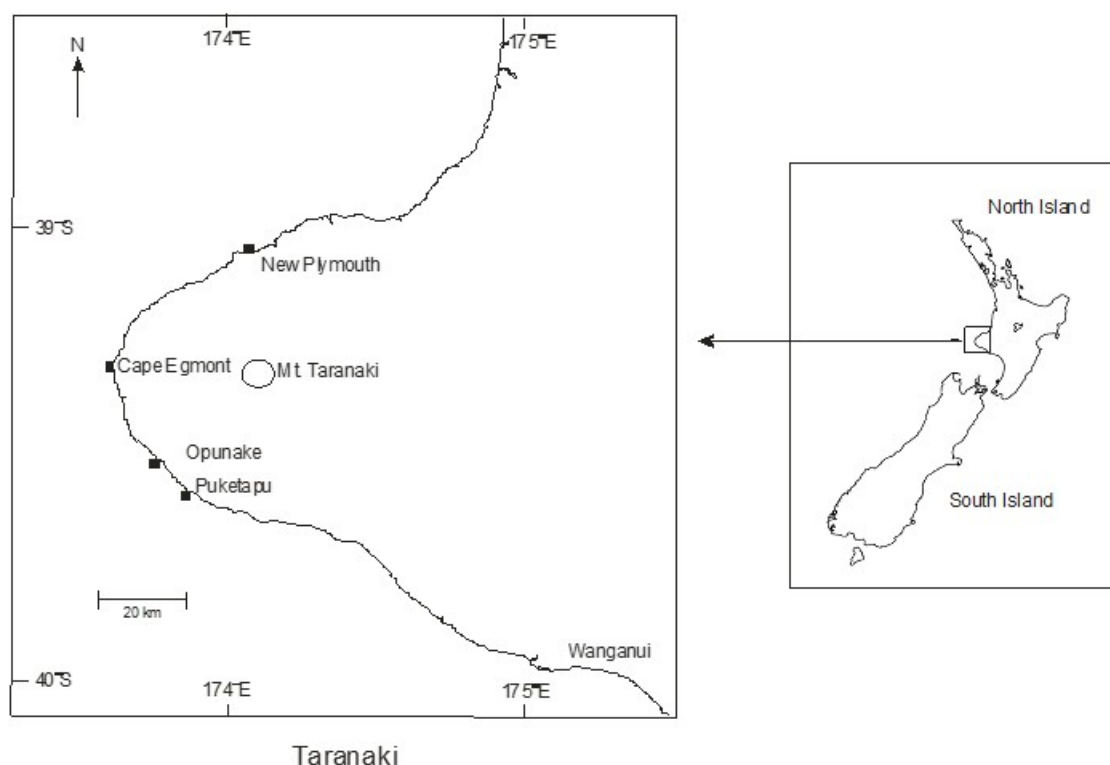 174°E
175°E
N
39°S
New Plymouth
Cape Egmont
Mt. Taranaki
Opunake
Puketapu
20 km
Wanganui
40°S
174°E
175°E
Taranaki
North Island
South Island